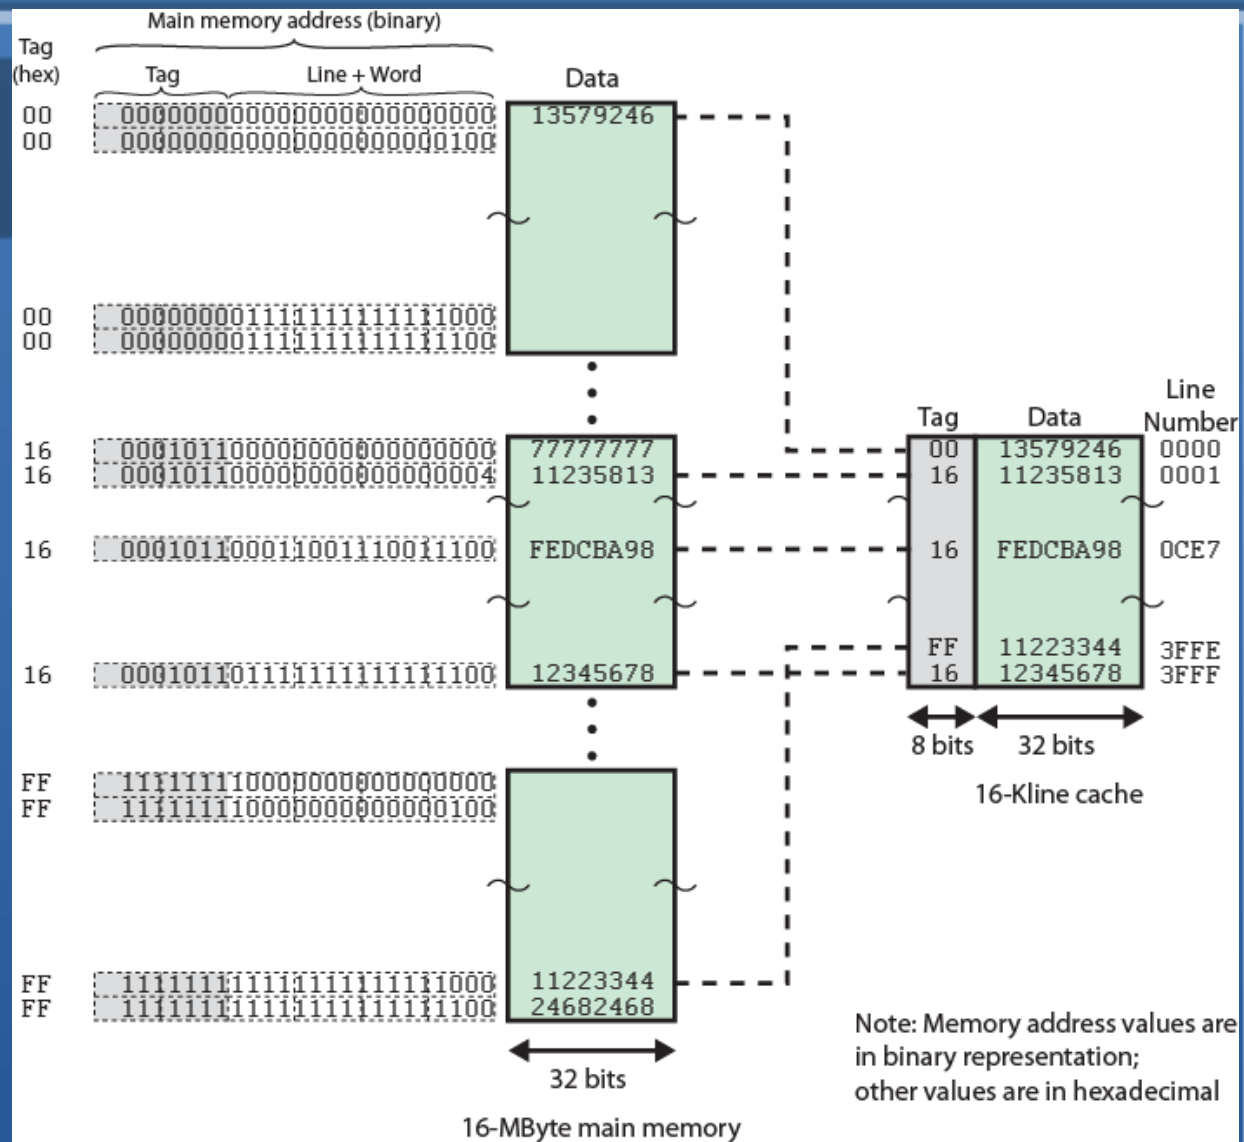 Main memory address (binary)
Tag
(hex)
Tag
Line + Word
Data
00 000000000000000000000000 13579246
00 000000000000000000000100
00 000000001111111111111000
00 000000001111111111111100
16 000101100000000000000000 77777777
16 000101100000000000000004 11235813
16 000101100011001110011100 FEDCBA98
16 000101101111111111111100 12345678
FF 111111110000000000000000
FF 111111110000000000000100
FF 111111111111111111111000 11223344
FF 111111111111111111111100 24682468
32 bits
16-MByte main memory
Tag Data Line
Number
00 13579246 0000
16 11235813 0001
16 FEDCBA98 0CE7
FF 11223344 3FFE
16 12345678 3FFF
8 bits 32 bits
16-Kline cache
Note: Memory address values are
in binary representation;
other values are in hexadecimal